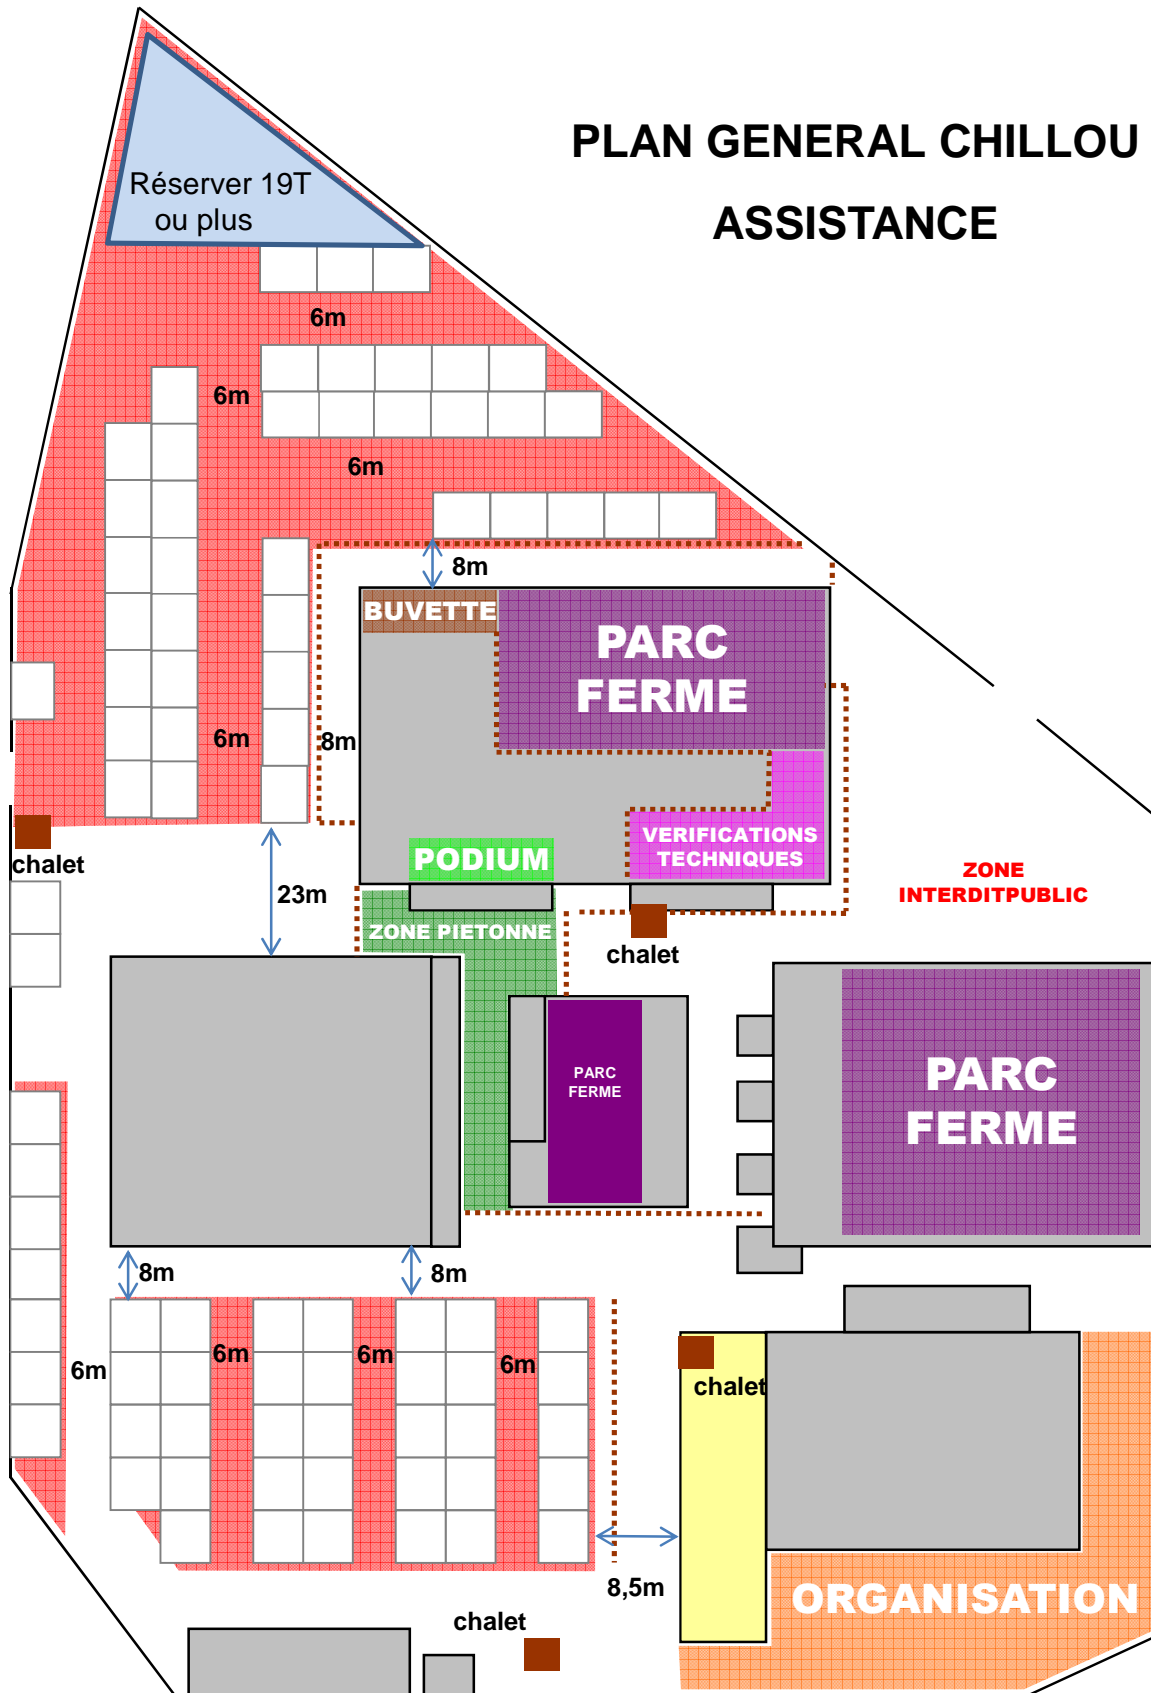 PLAN GENERAL CHILLOU
ASSISTANCE
Réserver 19T
ou plus
6m
6m
6m
8m
BUVETTE
PARC
FERME
6m
8m
VERIFICATIONS
TECHNIQUES
PODIUM
chalet
ZONE
INTERDITPUBLIC
23m
ZONE PIETONNE
chalet
PARC
FERME
PARC
FERME
8m
8m
6m
6m
6m
6m
chalet
8,5m
ORGANISATION
chalet